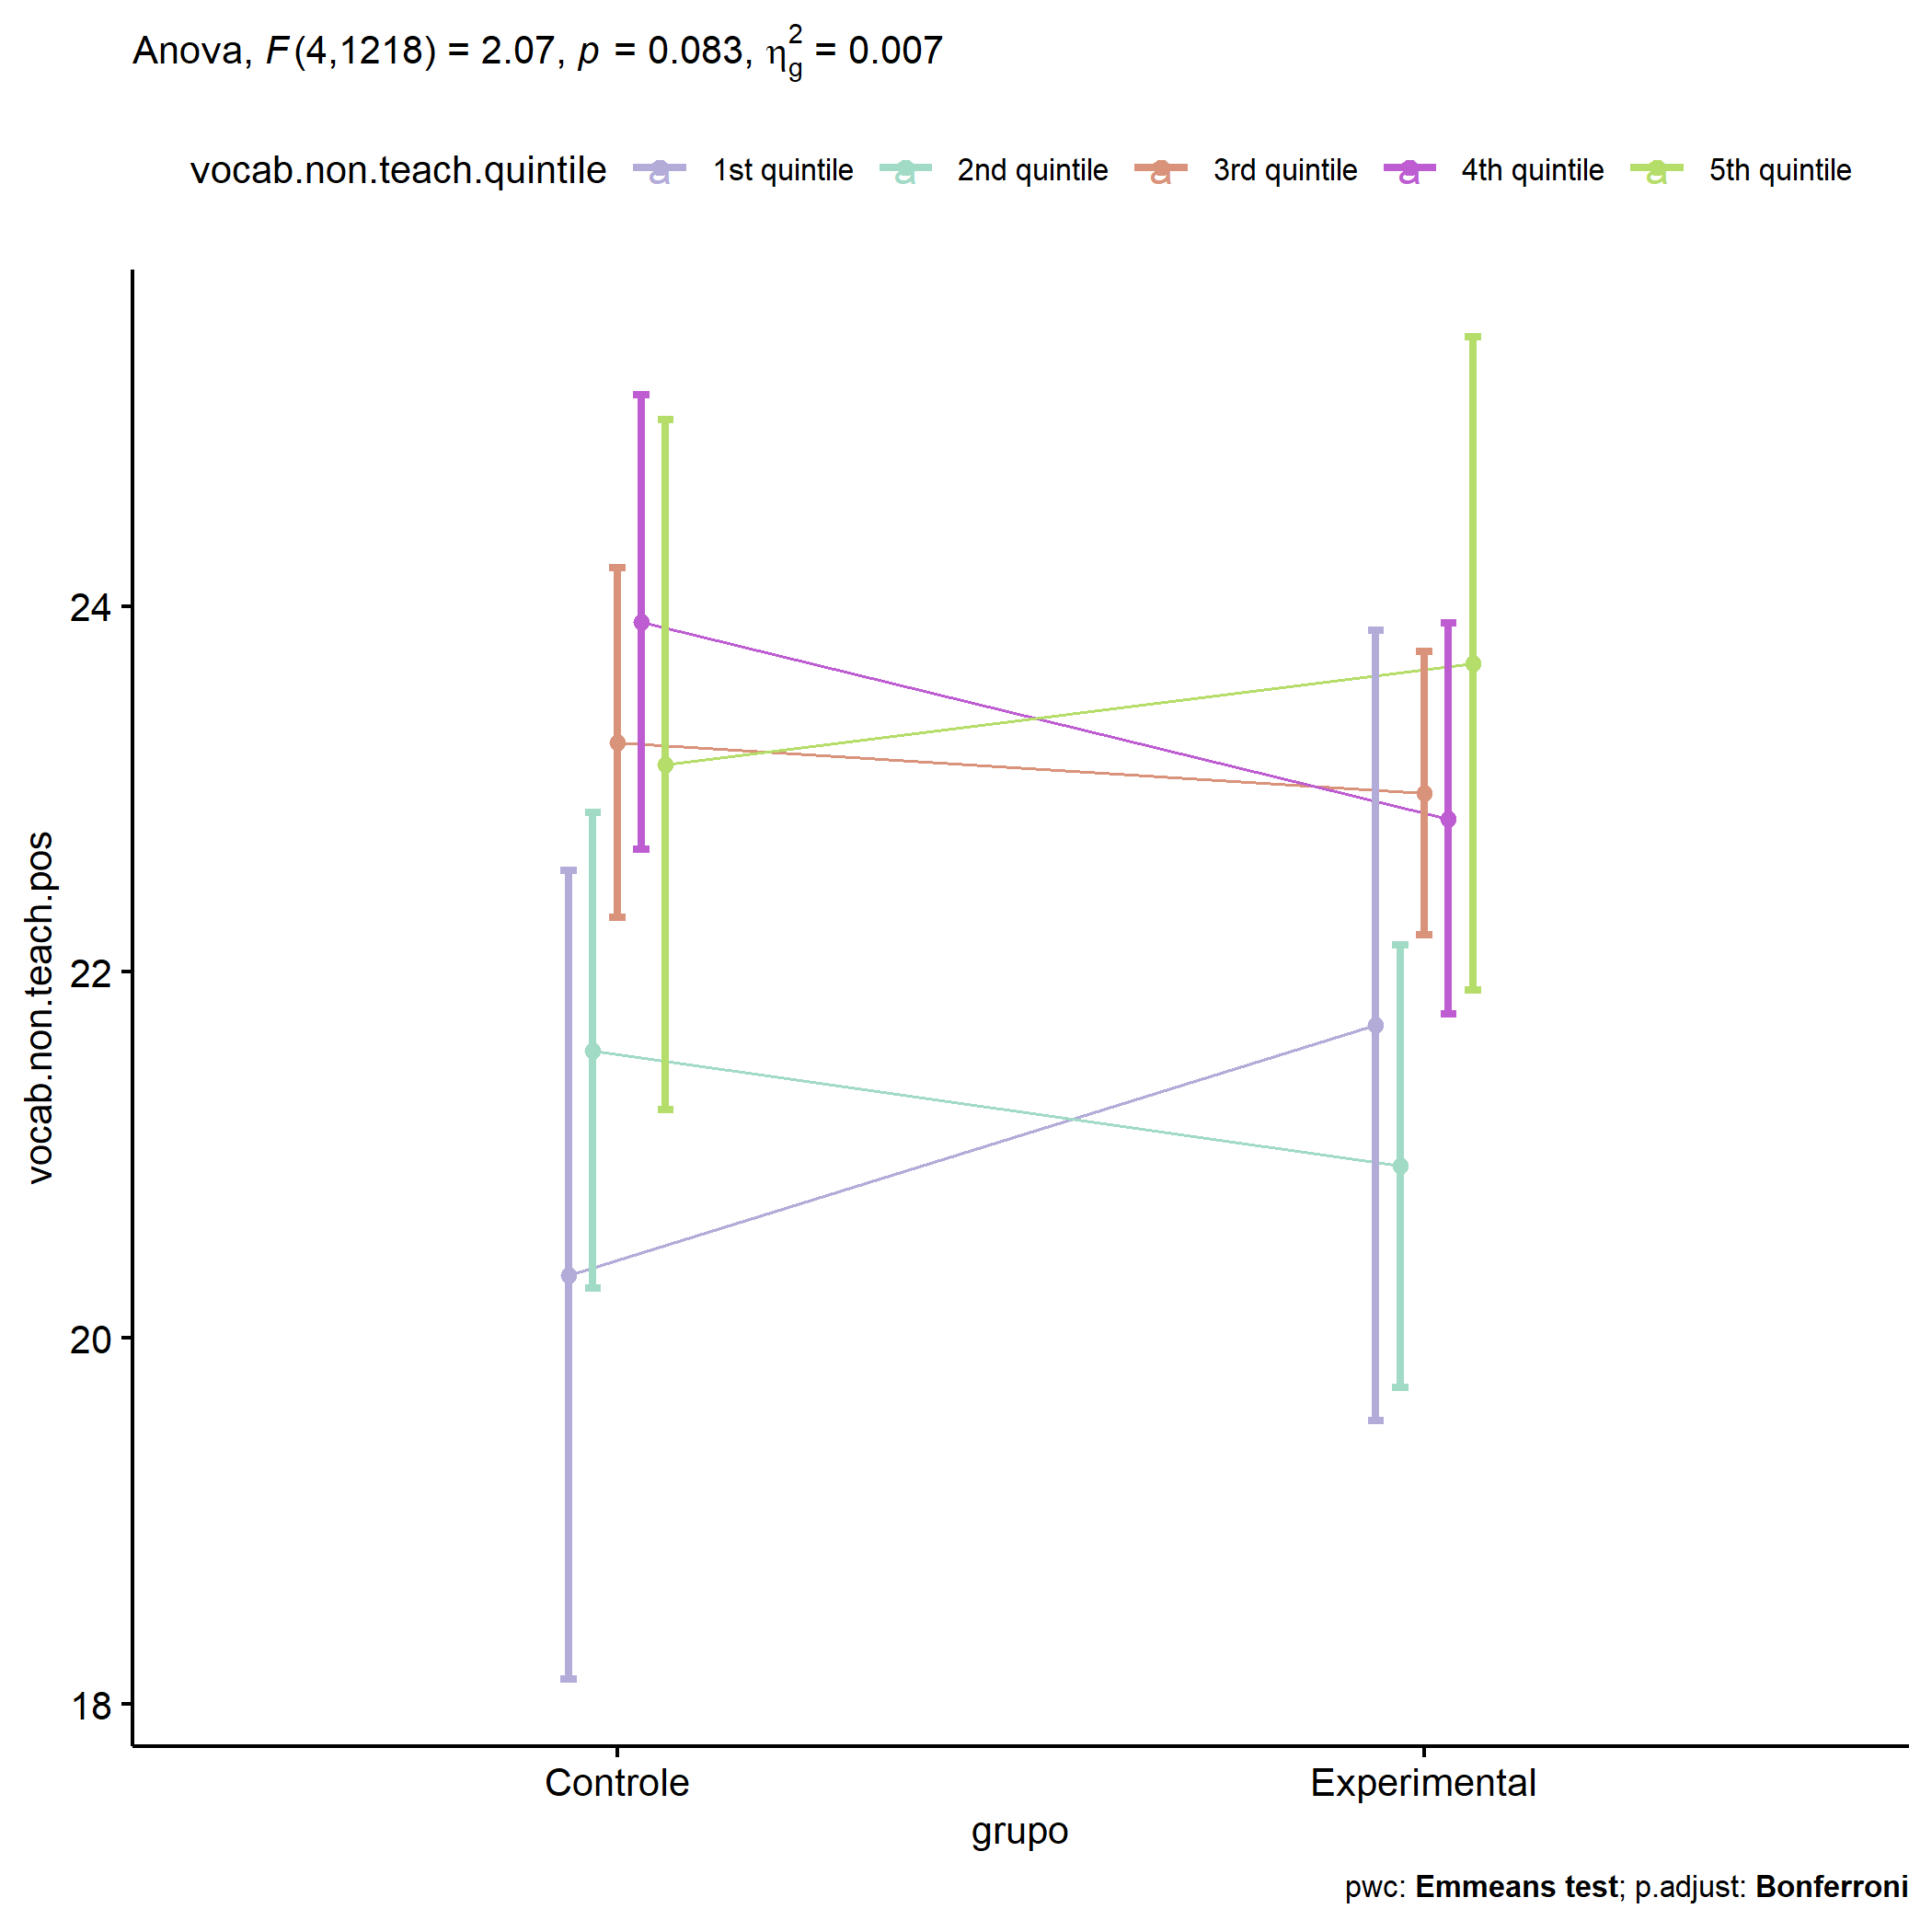 Anova, F(4,1218) = 2.07, p = 0.083, η²g = 0.007
vocab.non.teach.quintile a 1st quintile a 2nd quintile a 3rd quintile a 4th quintile a 5th quintile
24
22
20
18
vocab.non.teach.pos
Controle Experimental
grupo
pwc: Emmeans test; p.adjust: Bonferroni